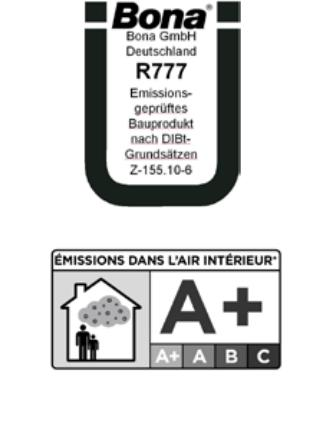 Bona®
Bona GmbH
Deutschland
R777
Emissions-
geprüftes
Bauprodukt
nach DIBt-
Grundsätzen
Z-155.10-6
ÉMISSIONS DANS L'AIR INTÉRIEUR*
A+
A+ A B C